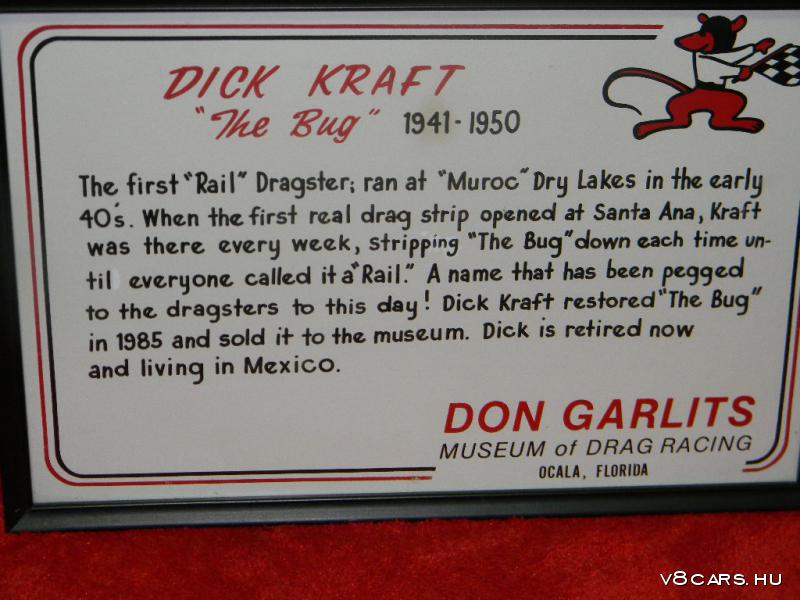 DICK KRAFT
"The Bug" 1941-1950
The first "Rail" Dragster; ran at "Muroc" Dry Lakes in the early
40's. When the first real drag strip opened at Santa Ana, Kraft
was there every week, stripping "The Bug" down each time un-
til everyone called it a "Rail." A name that has been pegged
to the dragsters to this day! Dick Kraft restored "The Bug"
in 1985 and sold it to the museum. Dick is retired now
and living in Mexico.
DON GARLITS
MUSEUM of DRAG RACING
OCALA, FLORIDA
V8CARS.HU